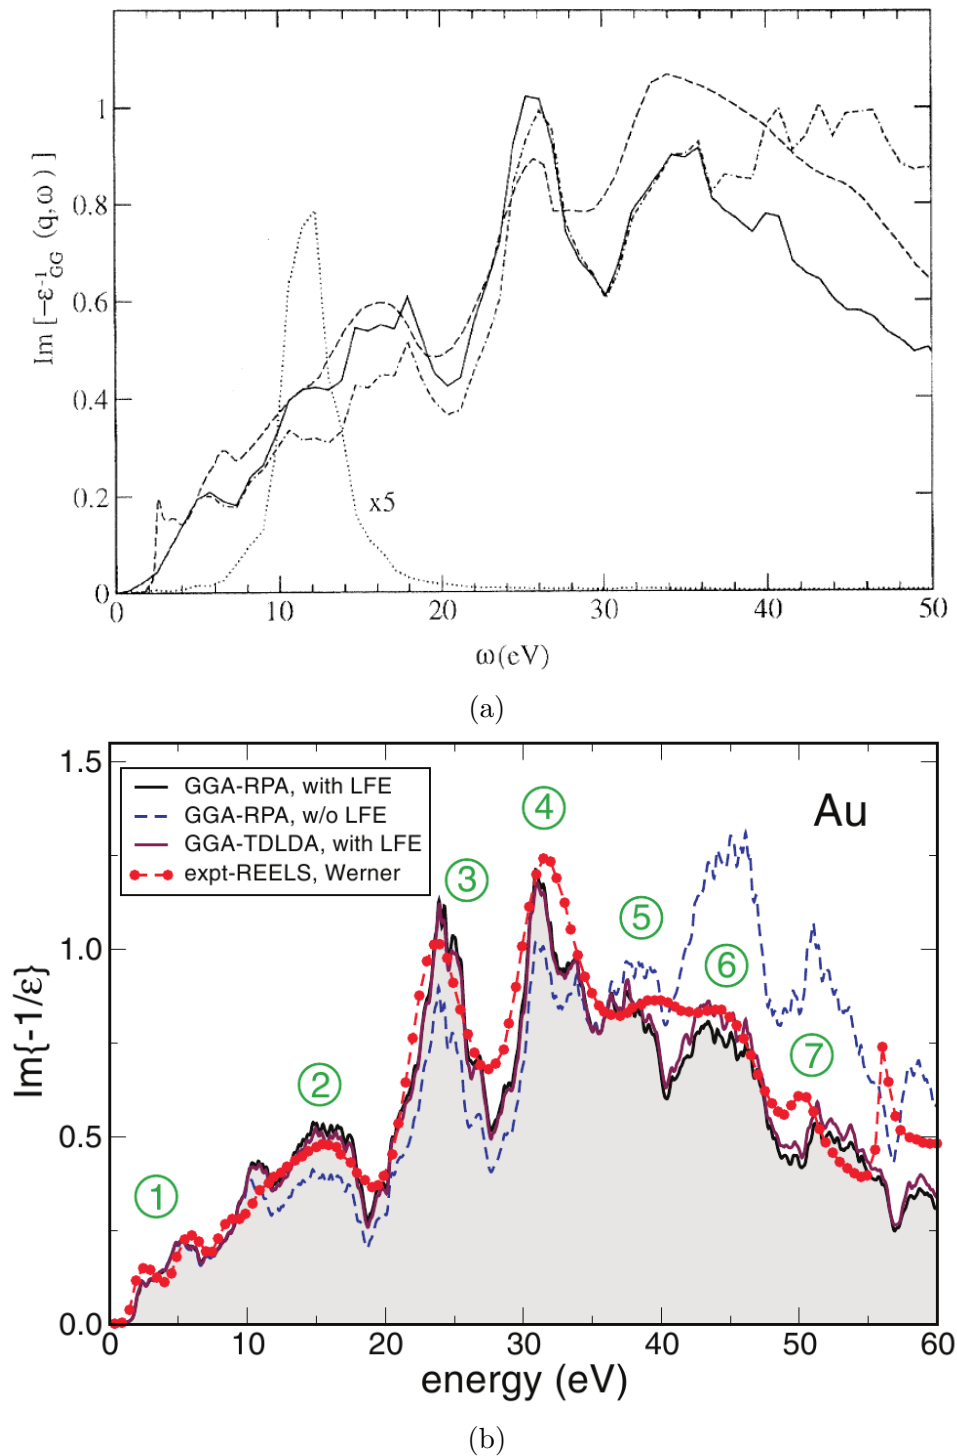 1
0.8
0.6
0.4
0.2
0
Im [-ε⁻¹GG (q,ω) ]
x5
0 10 20 30 40 50
ω(eV)
(a)
1.5
1.0
0.5
0.0
Im{-1/ε}
GGA-RPA, with LFE
GGA-RPA, w/o LFE
GGA-TDLDA, with LFE
expt-REELS, Werner
Au
4
3
5
6
7
2
1
0 10 20 30 40 50 60
energy (eV)
(b)